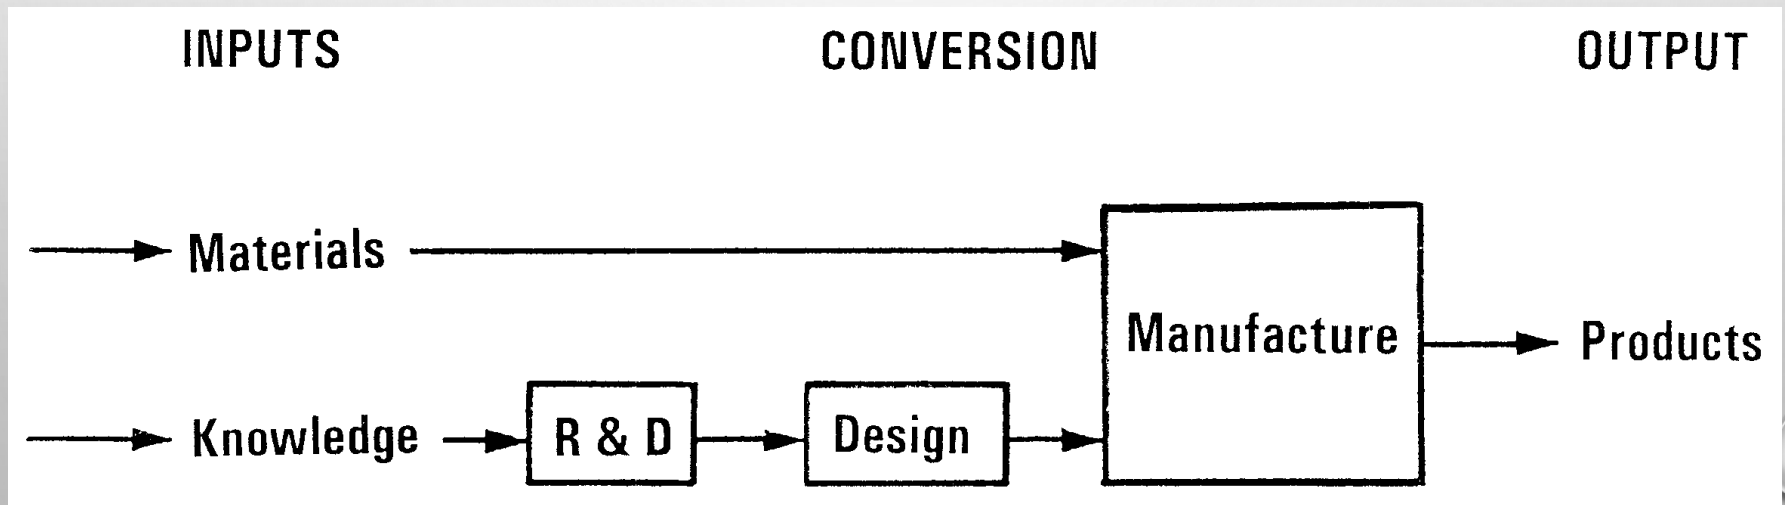 INPUTS CONVERSION OUTPUT
Materials
Manufacture
Products
Knowledge R & D Design